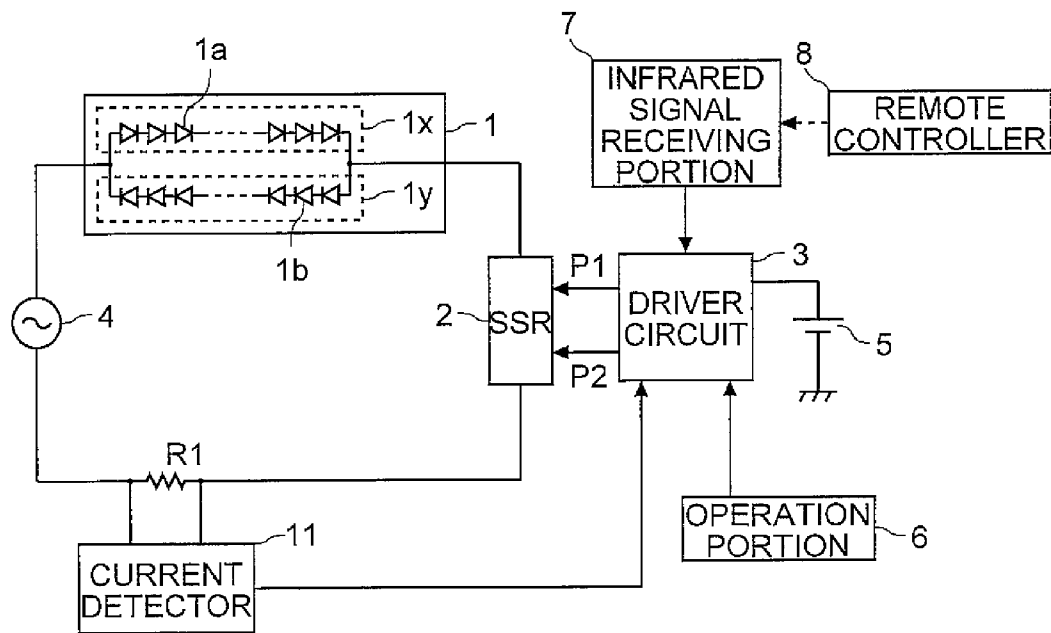 7
1a
INFRARED
SIGNAL
RECEIVING
PORTION
8
REMOTE
CONTROLLER
1x
1
1y
1b
3
P1
DRIVER
CIRCUIT
4
2
SSR
5
P2
R1
11
CURRENT
DETECTOR
OPERATION
PORTION
6